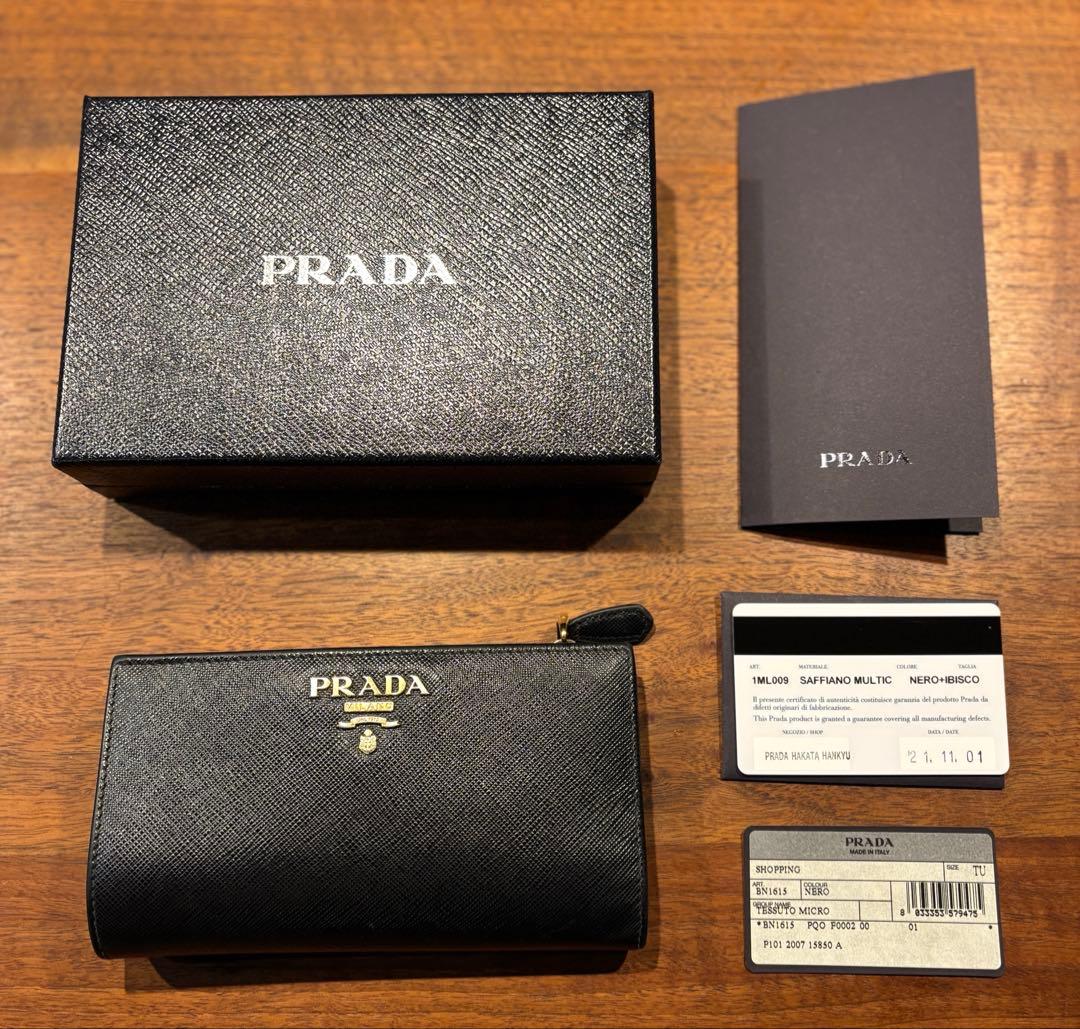 PRADA
PRADA
PRADA
MILANO
ART. MATERIALE COLORE TAGLIA
1ML009 SAFFIANO MULTIC NERO+IBISCO
Il presente certificato di autenticità costituisce garanzia del prodotto Prada da
difetti originari di fabbricazione.
This Prada product is granted a guarantee covering all manufacturing defects.
NEGOZIO / SHOP DATA / DATE
PRADA HAKATA HANKYU '21. 11. 01
PRADA
MADE IN ITALY
SHOPPING SIZE TU
ART. COLOUR
BN1615 NERO
GROUP NAME
TESSUTO MICRO
8 033353 579475
*BN1615 PQO F0002 00 01 *
P101 2007 15850 A